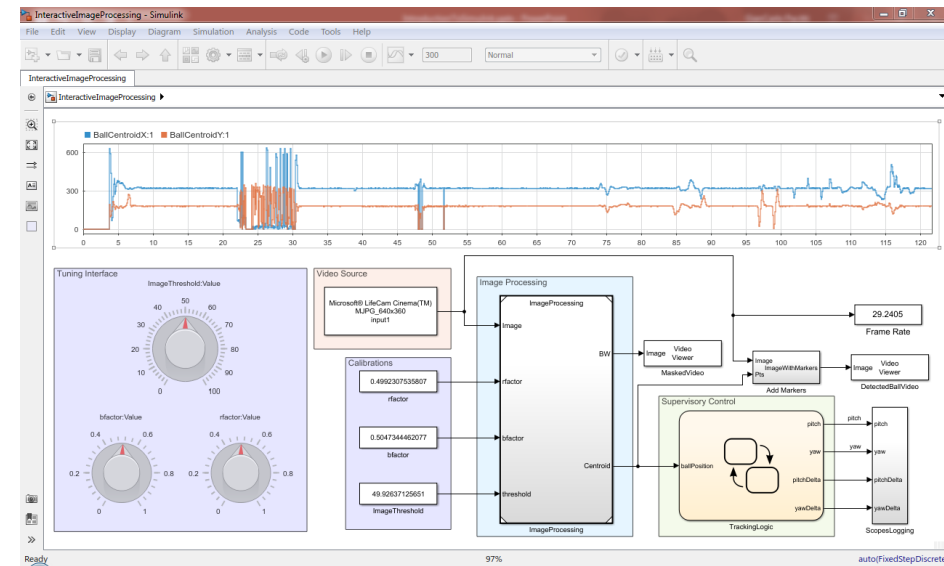 InteractiveImageProcessing - Simulink
File Edit View Display Diagram Simulation Analysis Code Tools Help
300 Normal
InteractiveImageProcessing
InteractiveImageProcessing
BallCentroidX:1 BallCentroidY:1
600
300
0
0 5 10 15 20 25 30 35 40 45 50 55 60 65 70 75 80 85 90 95 100 105 110 115 120
Tuning Interface
ImageThreshold:Value
0 10 20 30 40 50 60 70 80 90 100
bfactor:Value
0 0.2 0.4 0.6 0.8 1
rfactor:Value
0 0.2 0.4 0.6 0.8 1
Video Source
Microsoft® LifeCam Cinema(TM)
MJPG_640x360
input1
Calibrations
0.4992307535807
rfactor
0.5047344462077
bfactor
49.92637125651
ImageThreshold
Image Processing
ImageProcessing
Image
rfactor
bfactor
threshold
BW
Centroid
ImageProcessing
Image Video
Viewer
MaskedVideo
29.2405
Frame Rate
Image
ImageWithMarkers
Pts
Add Markers
Image Video
Viewer
DetectedBallVideo
Supervisory Control
ballPosition
pitch
yaw
pitchDelta
yawDelta
TrackingLogic
pitch
yaw
pitch
yaw
pitchDelta
yawDelta
ScopesLogging
Ready
97%
auto(FixedStepDiscrete